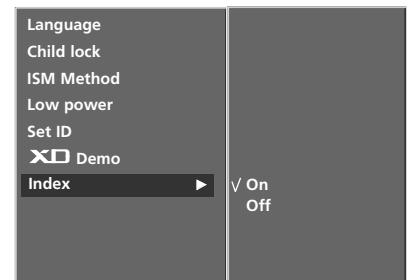 Language
Child lock
ISM Method
Low power
Set ID
XD Demo
Index ▶
√ On
Off